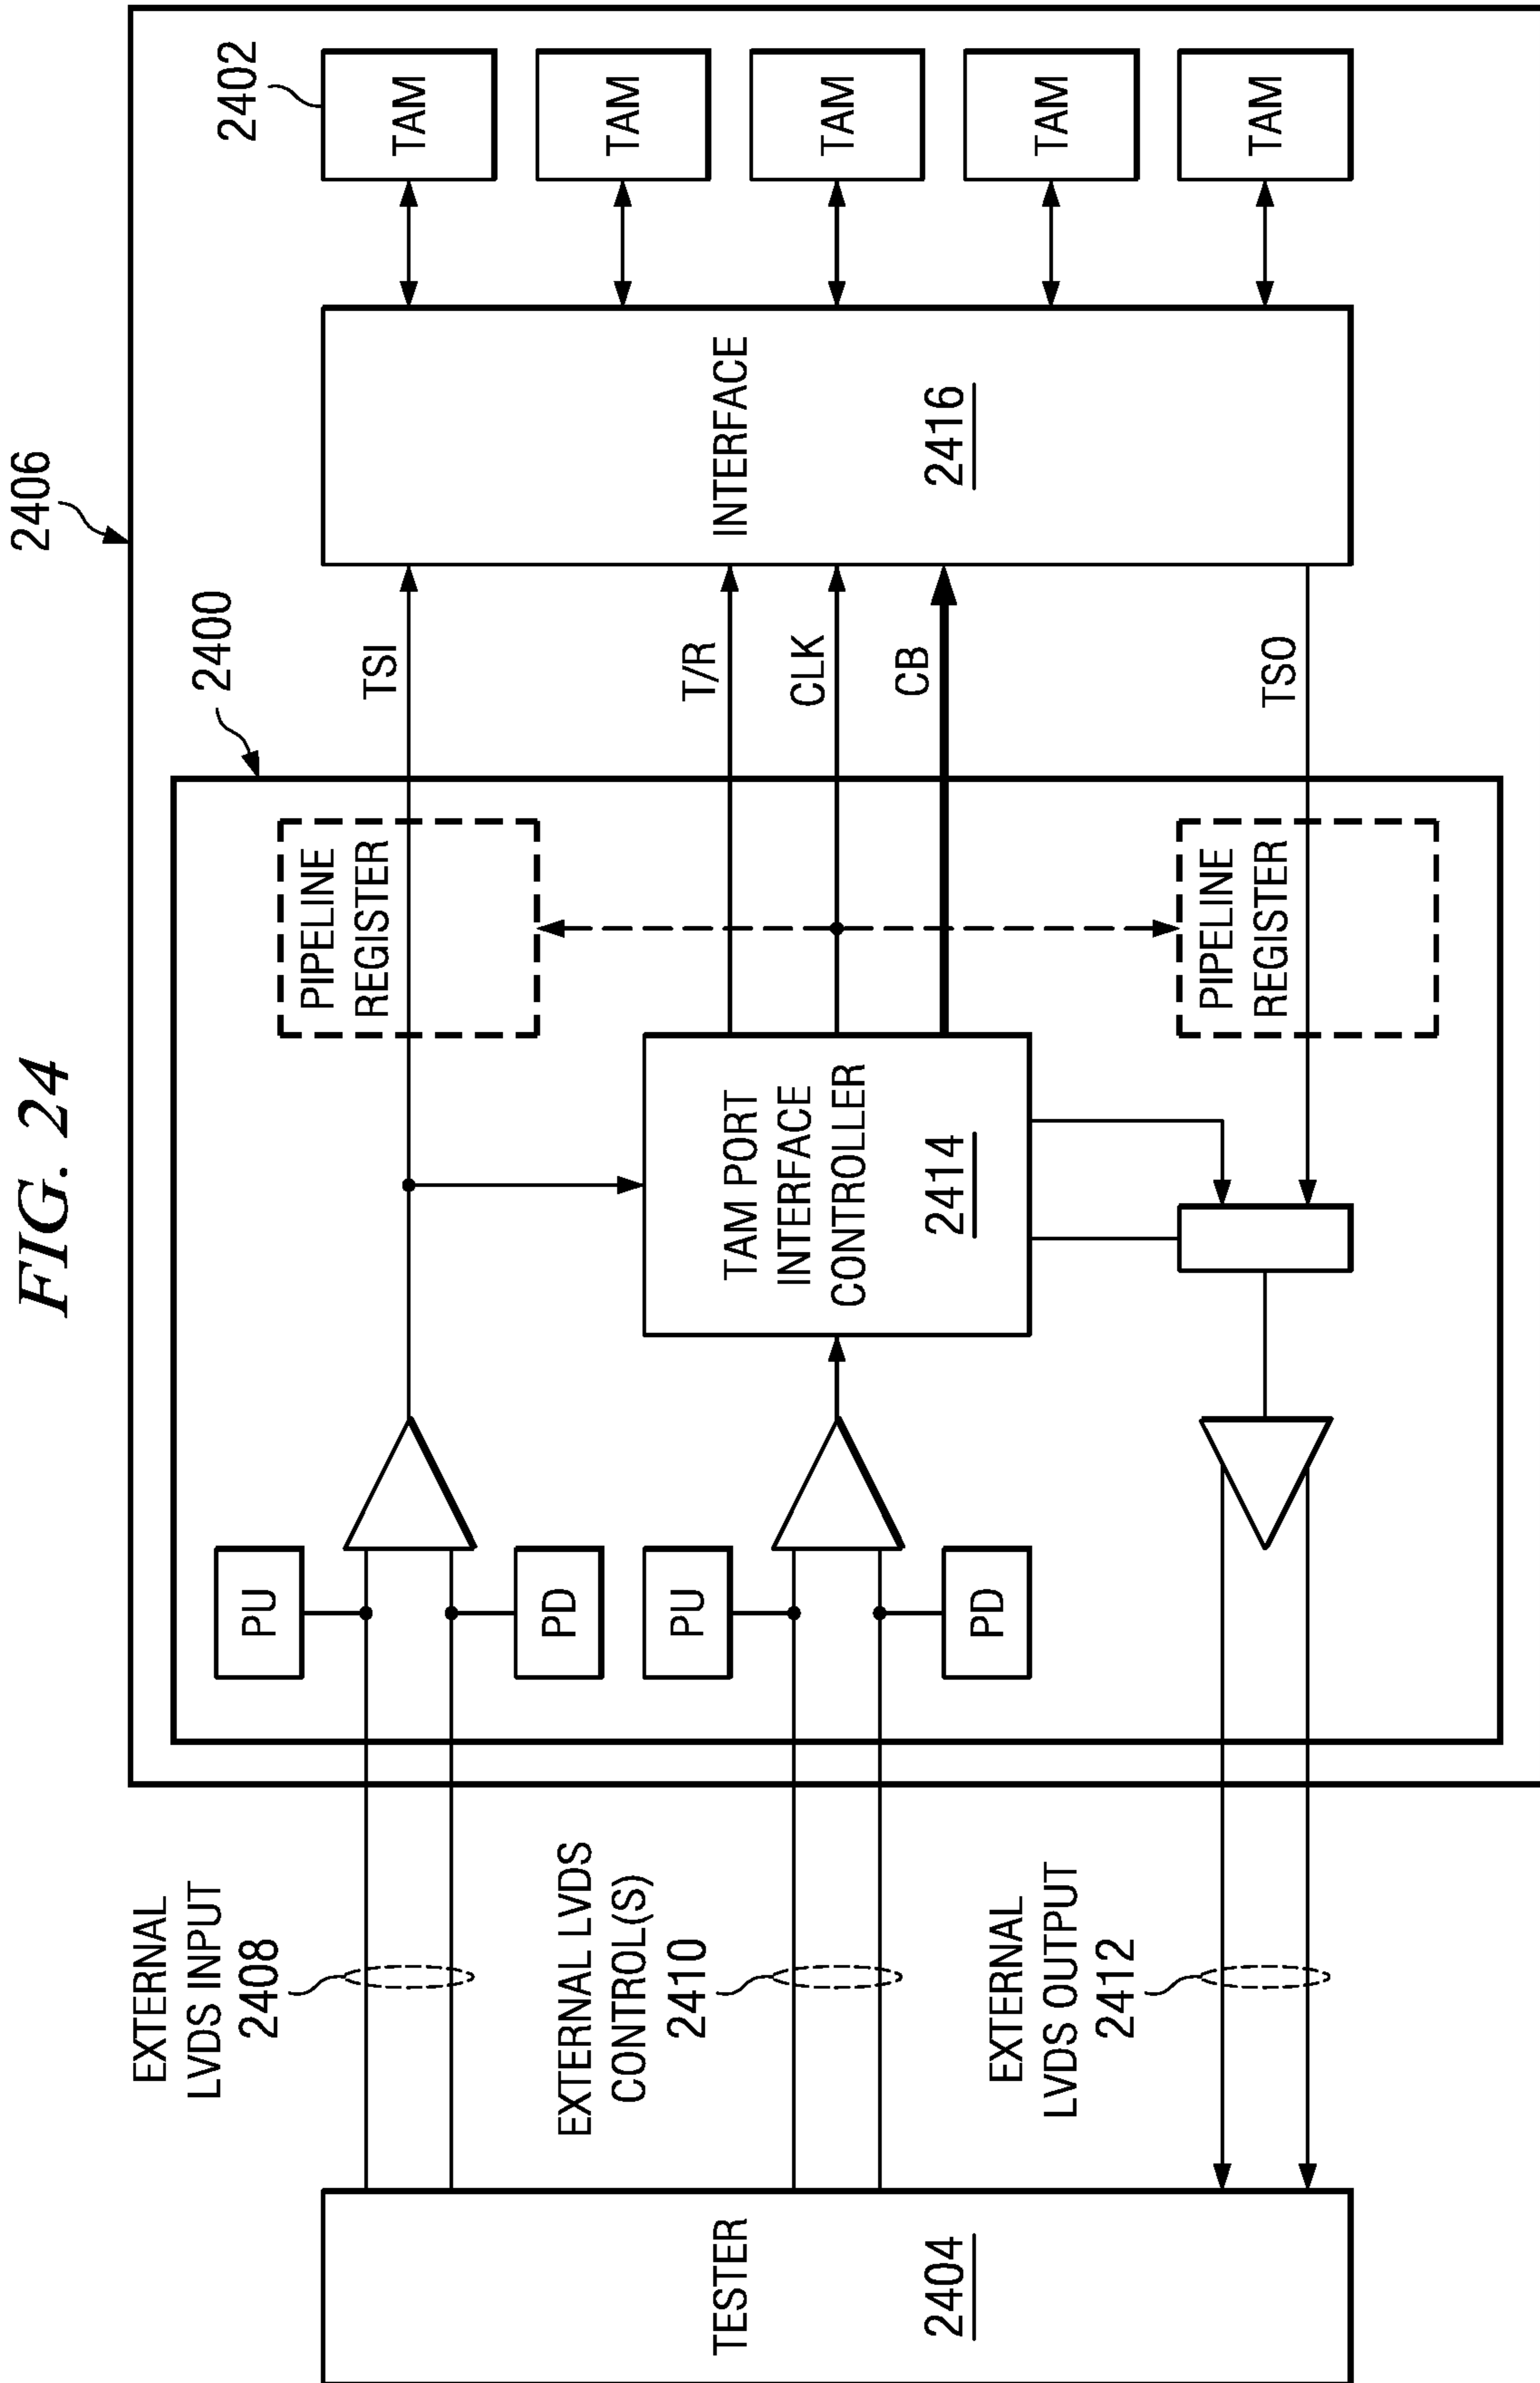 FIG. 24
2406
2400
2402
EXTERNAL
LVDS INPUT
2408
EXTERNAL LVDS
CONTROL(S)
2410
EXTERNAL
LVDS OUTPUT
2412
TESTER
2404
PU
PD
PU
PD
TAM PORT
INTERFACE
CONTROLLER
2414
PIPELINE
REGISTER
PIPELINE
REGISTER
TSI
T/R
CLK
CB
TSO
INTERFACE
2416
TAM
TAM
TAM
TAM
TAM